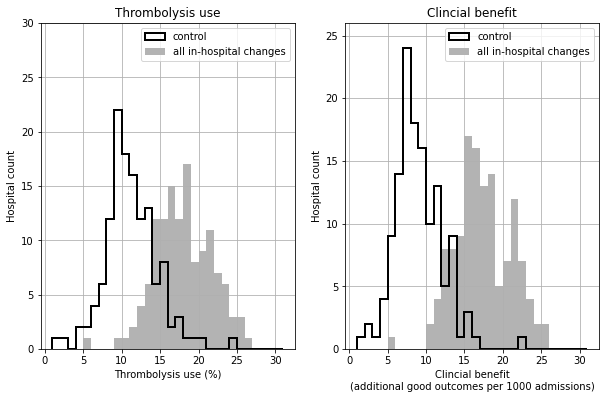 Thrombolysis use
control
all in-hospital changes
Hospital count
30
25
20
15
10
5
0
0 5 10 15 20 25 30
Thrombolysis use (%)
Clincial benefit
control
all in-hospital changes
Hospital count
25
20
15
10
5
0
0 5 10 15 20 25 30
Clinical benefit
(additional good outcomes per 1000 admissions)